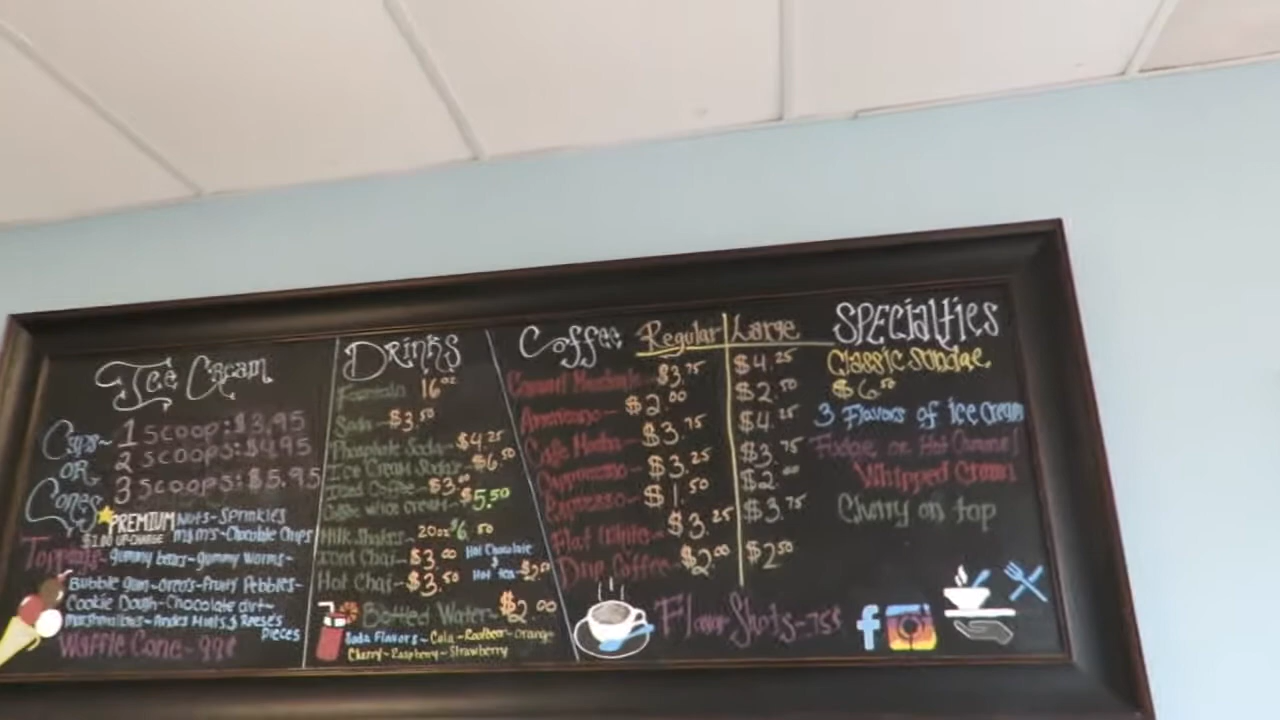 Ice Cream
Cups~ 1 scoop: $3.95
OR 2 scoops: $4.95
Cones 3 scoops: $5.95
PREMIUM Nuts-Sprinkles
$1.00 UP-CHARGE m&m's-Chocolate Chips
Toppings- gummy bears-gummy worms-
Bubble gum-oreos-Fruity Pebbles-
Cookie Dough-Chocolate dirt-
marshmallows-Andes Mints & Reese's
Pieces
Waffle Cone-99¢
Drinks
16oz
Soda-$3.50
Phosphate Soda-$4.25
Ice Cream Soda-$6.50
Iced Coffee-$3.00
Coffee w/ice cream-$5.50
Milk Shakes-20oz $6.50
Iced Chai-$3.00
Hot Chai-$3.50
Hot Chocolate
&
Hot tea-$2.00
Bottled Water-$2.00
Soda Flavors-Cola-Rootbeer-Orange-
Cherry-Raspberry-Strawberry
Coffee Regular Large
Caramel Macchiato-$3.75 $4.25
Americano-$2.00 $2.50
Cafe Mocha-$3.75 $4.25
Cappuccino-$3.25 $3.75
Espresso-$1.50 $2.00
Flat White-$3.25 $3.75
Drip Coffee-$2.00 $2.50
Flavor Shots-75¢
SPECialties
Classic Sundae
$6.50
3 Flavors of ice cream
Fudge or Hot Caramel
Whipped Cream
Cherry on top